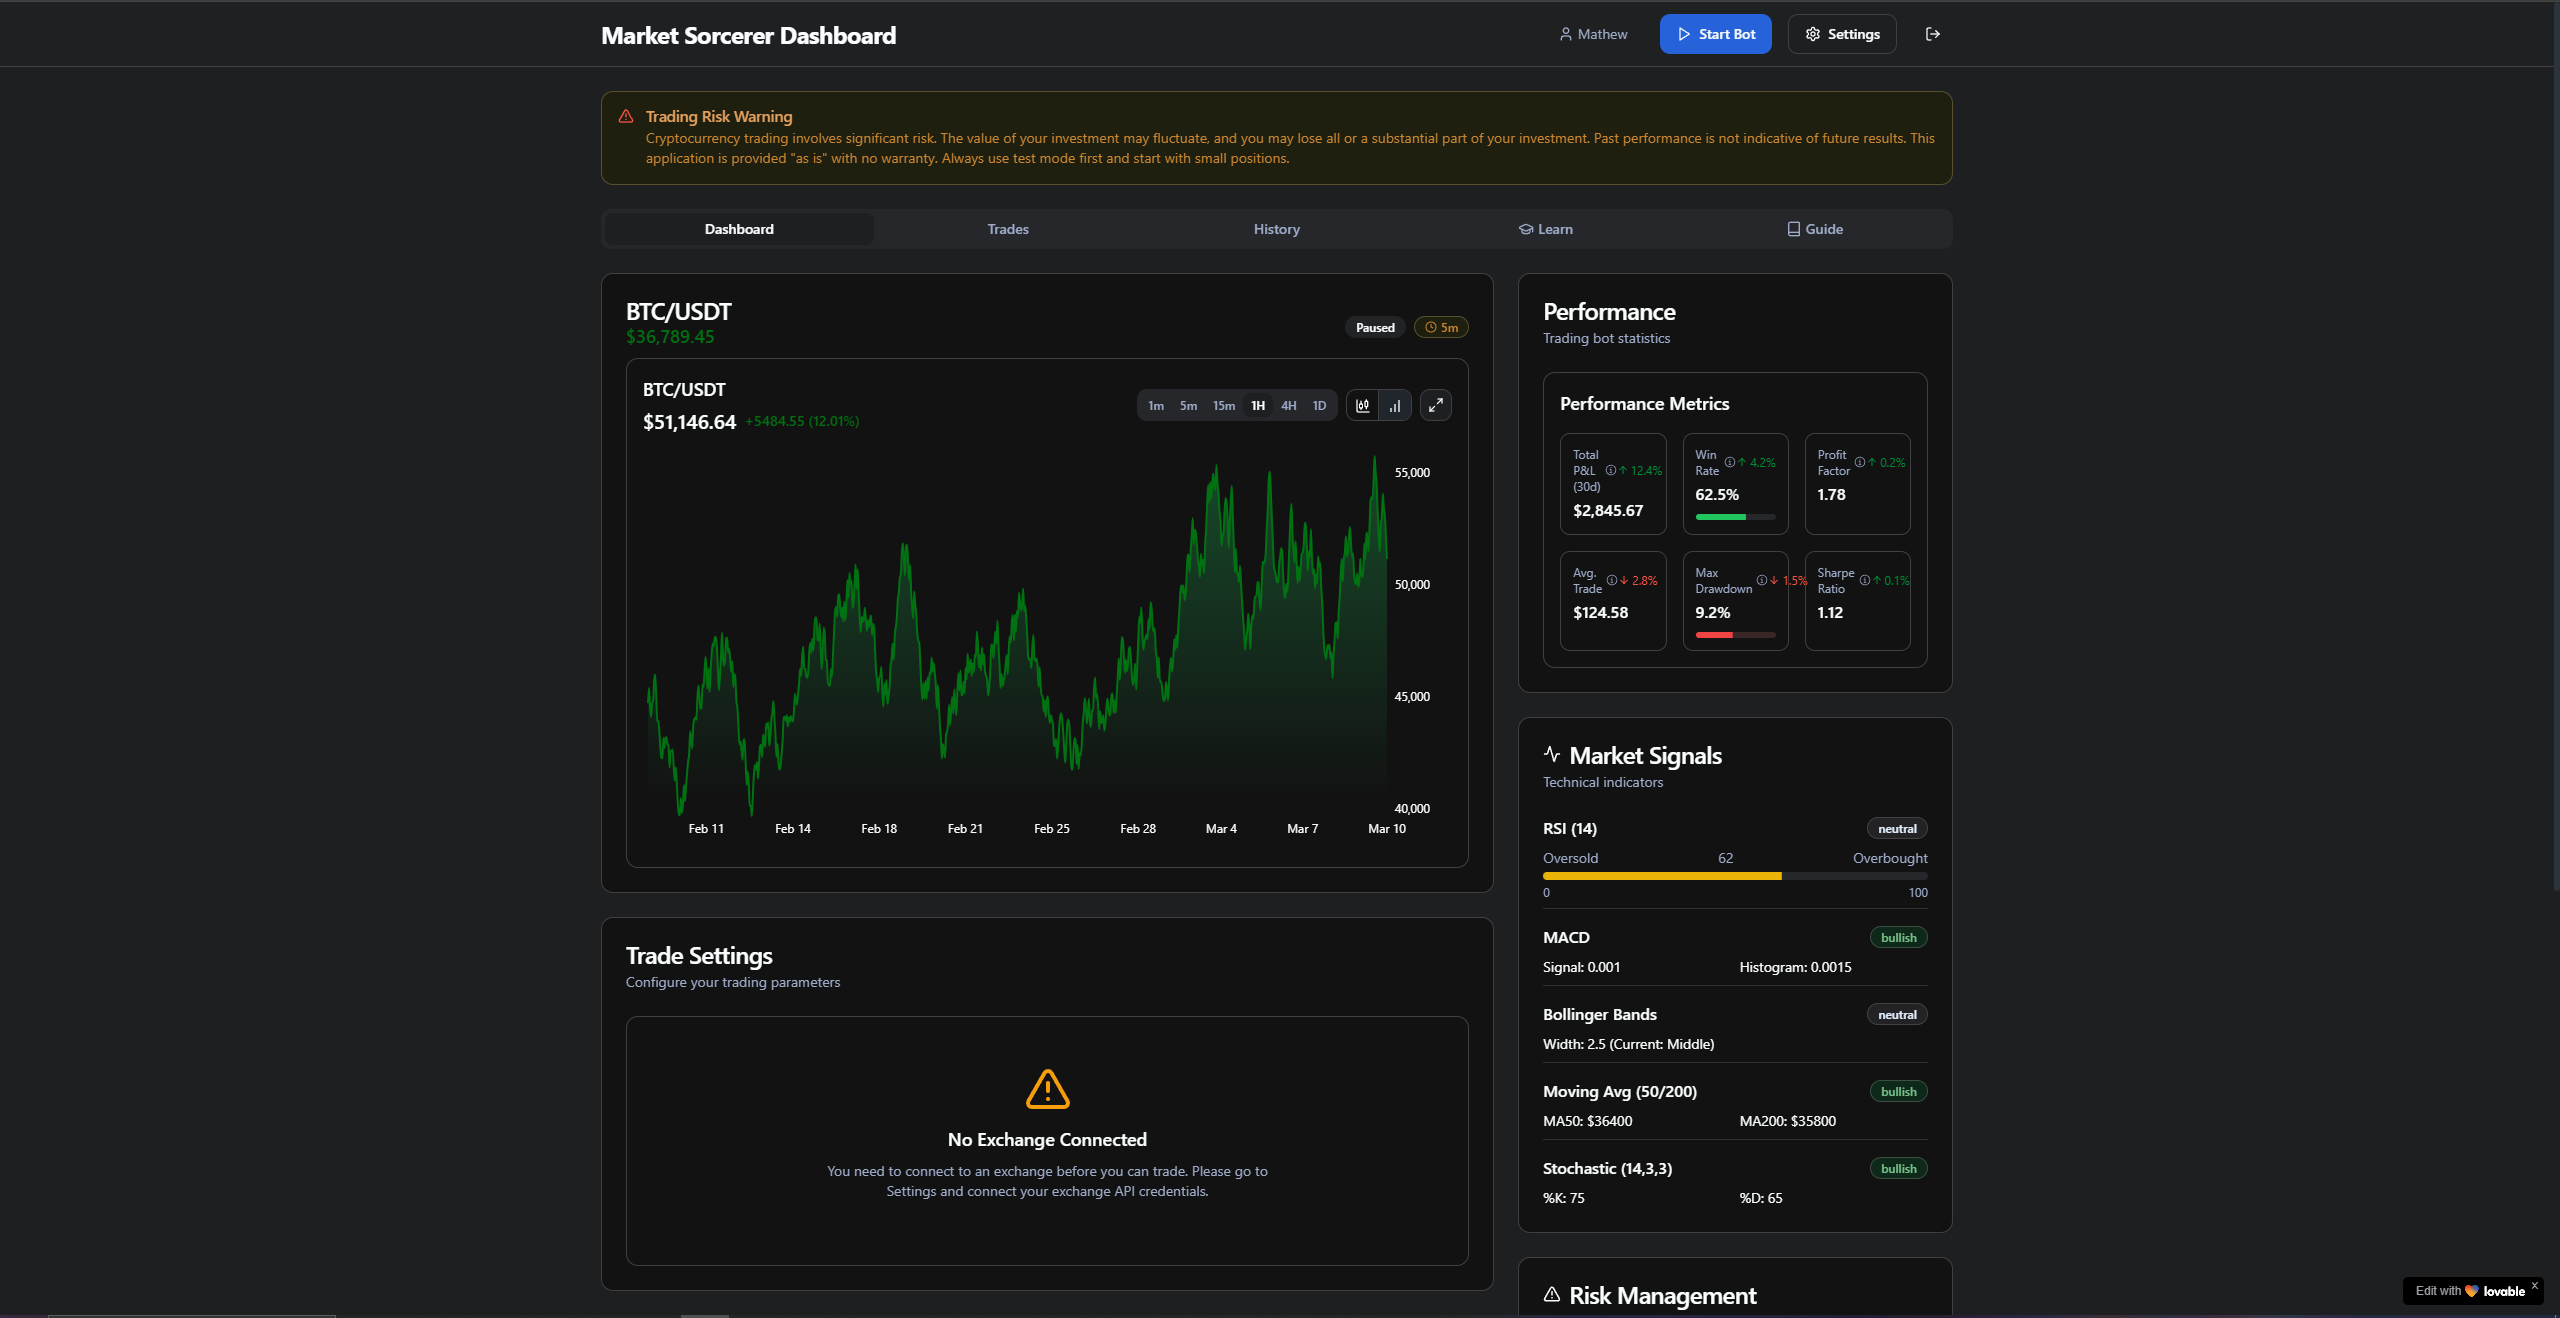 Market Sorcerer Dashboard
Mathew
Start Bot
Settings
Trading Risk Warning
Cryptocurrency trading involves significant risk. The value of your investment may fluctuate, and you may lose all or a substantial part of your investment. Past performance is not indicative of future results. This
application is provided "as is" with no warranty. Always use test mode first and start with small positions.
Dashboard
Trades
History
Learn
Guide
BTC/USDT
$36,789.45
Paused
5m
BTC/USDT
$51,146.64 +5484.55 (12.01%)
1m 5m 15m 1H 4H 1D
55,000
50,000
45,000
40,000
Feb 11 Feb 14 Feb 18 Feb 21 Feb 25 Feb 28 Mar 4 Mar 7 Mar 10
Trade Settings
Configure your trading parameters
No Exchange Connected
You need to connect to an exchange before you can trade. Please go to
Settings and connect your exchange API credentials.
Performance
Trading bot statistics
Performance Metrics
Total
P&L
(30d)
↑ 12.4%
$2,845.67
Win
Rate
↑ 4.2%
62.5%
Profit
Factor
↑ 0.2%
1.78
Avg.
Trade
↓ 2.8%
$124.58
Max
Drawdown
↓ 1.5%
9.2%
Sharpe
Ratio
↑ 0.1%
1.12
Market Signals
Technical indicators
RSI (14)
neutral
Oversold 62 Overbought
0 100
MACD
bullish
Signal: 0.001 Histogram: 0.0015
Bollinger Bands
neutral
Width: 2.5 (Current: Middle)
Moving Avg (50/200)
bullish
MA50: $36400 MA200: $35800
Stochastic (14,3,3)
bullish
%K: 75 %D: 65
Risk Management
Edit with lovable ×